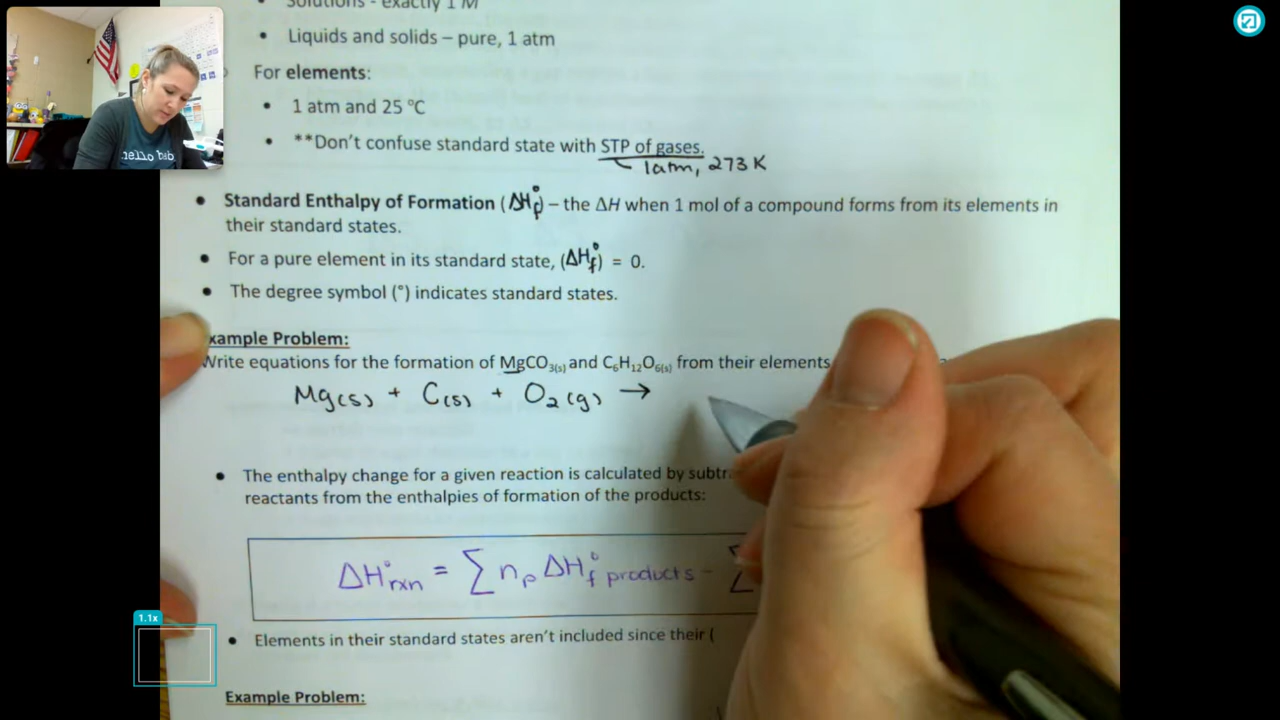 Solutions - exactly 1 M
• Liquids and solids – pure, 1 atm
For elements:
• 1 atm and 25 °C
• **Don't confuse standard state with STP of gases.
1atm, 273 K
• Standard Enthalpy of Formation (ΔH°f) – the ΔH when 1 mol of a compound forms from its elements in
their standard states.
• For a pure element in its standard state, (ΔH°f) = 0.
• The degree symbol (°) indicates standard states.
xample Problem:
Write equations for the formation of MgCO3(s) and C6H12O6(s) from their elements
Mg(s) + C(s) + O2(g) →
• The enthalpy change for a given reaction is calculated by subtr
reactants from the enthalpies of formation of the products:
ΔH°rxn = Σ np ΔH°f products - Σ
• Elements in their standard states aren't included since their (
Example Problem:
hello bab
1.1x